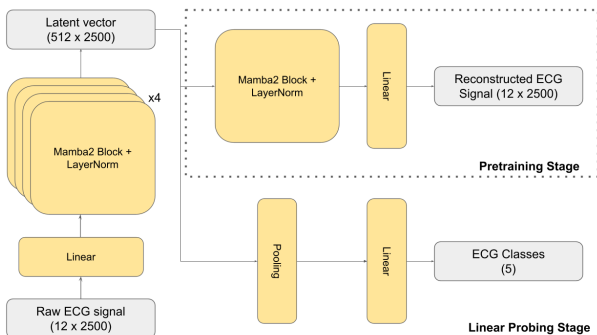 Latent vector
(512 x 2500)
x4
Mamba2 Block +
LayerNorm
Linear
Raw ECG signal
(12 x 2500)
Mamba2 Block +
LayerNorm
Linear
Reconstructed ECG
Signal (12 x 2500)
Pretraining Stage
Pooling
Linear
ECG Classes
(5)
Linear Probing Stage